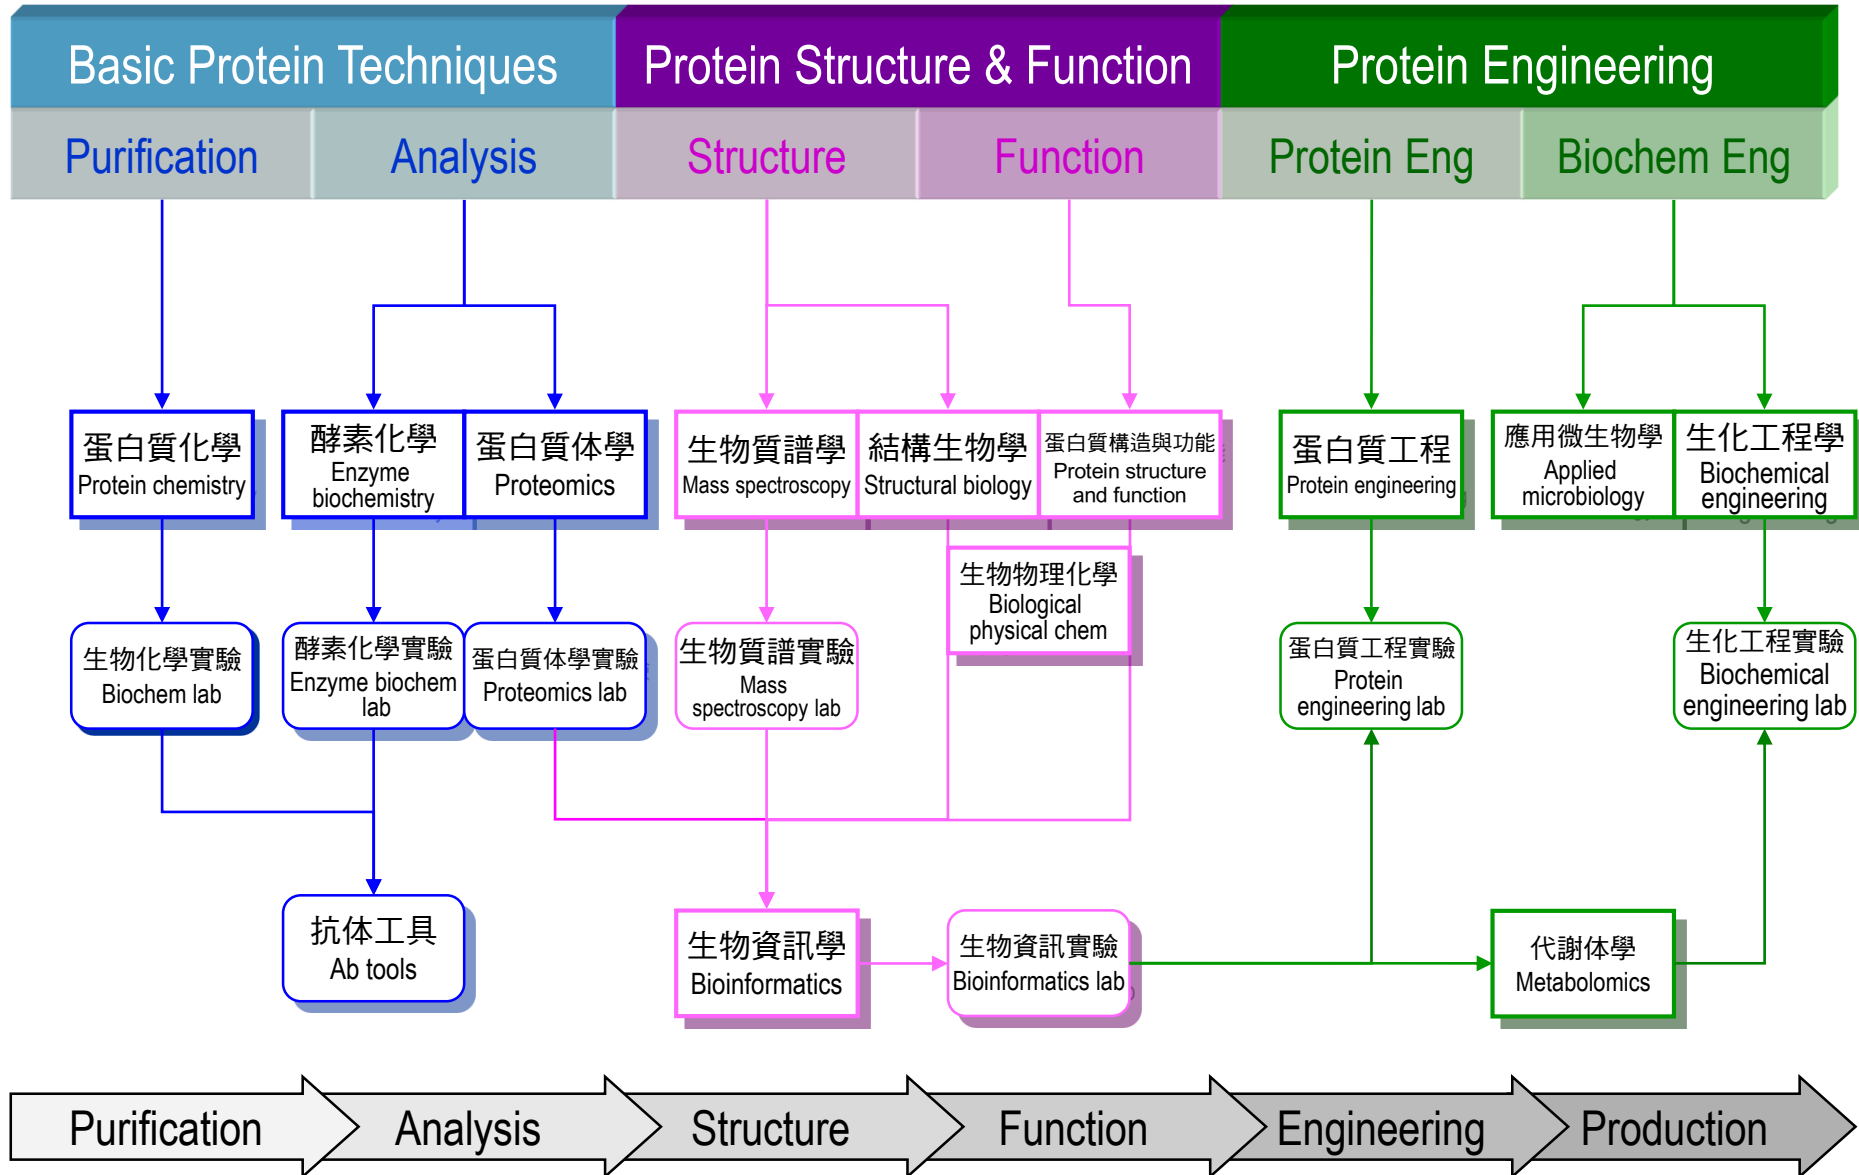 Basic Protein Techniques
Protein Structure & Function
Protein Engineering
Purification
Analysis
Structure
Function
Protein Eng
Biochem Eng
蛋白質化學
Protein chemistry
酵素化學
Enzyme
biochemistry
蛋白質体學
Proteomics
生物質譜學
Mass spectroscopy
結構生物學
Structural biology
蛋白質構造與功能
Protein structure
and function
蛋白質工程
Protein engineering
應用微生物學
Applied
microbiology
生化工程學
Biochemical
engineering
生物物理化學
Biological
physical chem
生物化學實驗
Biochem lab
酵素化學實驗
Enzyme biochem
lab
蛋白質体學實驗
Proteomics lab
生物質譜實驗
Mass
spectroscopy lab
蛋白質工程實驗
Protein
engineering lab
生化工程實驗
Biochemical
engineering lab
抗体工具
Ab tools
生物資訊學
Bioinformatics
生物資訊實驗
Bioinformatics lab
代謝体學
Metabolomics
Purification
Analysis
Structure
Function
Engineering
Production